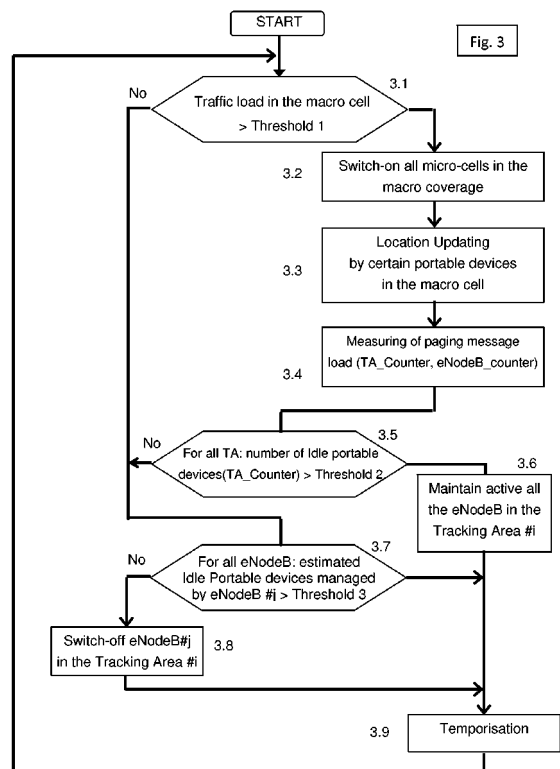 START
Fig. 3
3.1
No
Traffic load in the macro cell
> Threshold 1
3.2
Switch-on all micro-cells in the
macro coverage
3.3
Location Updating
by certain portable devices
in the macro cell
3.4
Measuring of paging message
load (TA_Counter, eNodeB_counter)
3.5
No
For all TA: number of Idle portable
devices(TA_Counter) > Threshold 2
3.6
Maintain active all
the eNodeB in the
Tracking Area #i
3.7
No
For all eNodeB: estimated
Idle Portable devices managed
by eNodeB #j > Threshold 3
Switch-off eNodeB#j
in the Tracking Area #i
3.8
3.9
Temporisation